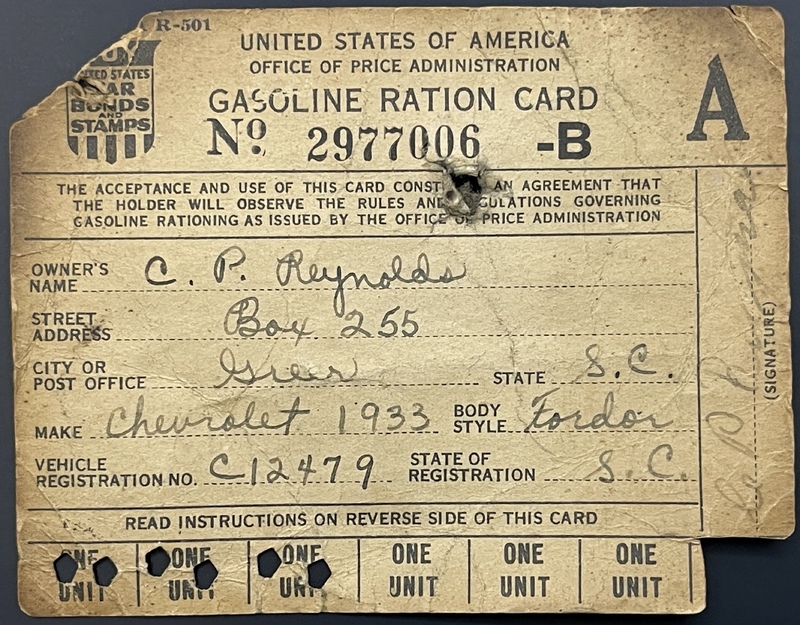 R-501
UNITED STATES
WAR
BONDS
AND
STAMPS
UNITED STATES OF AMERICA
OFFICE OF PRICE ADMINISTRATION
GASOLINE RATION CARD
No. 2977006 -B
A
THE ACCEPTANCE AND USE OF THIS CARD CONST AN AGREEMENT THAT
THE HOLDER WILL OBSERVE THE RULES AND REGULATIONS GOVERNING
GASOLINE RATIONING AS ISSUED BY THE OFFICE OF PRICE ADMINISTRATION
OWNER'S NAME C. P. Reynolds
STREET ADDRESS Box 255
CITY OR POST OFFICE Greer STATE S.C.
MAKE Chevrolet 1933 BODY STYLE Fordor
VEHICLE REGISTRATION NO. C12479 STATE OF REGISTRATION S.C.
(SIGNATURE)
READ INSTRUCTIONS ON REVERSE SIDE OF THIS CARD
ONE UNIT ONE UNIT ONE UNIT ONE UNIT ONE UNIT ONE UNIT